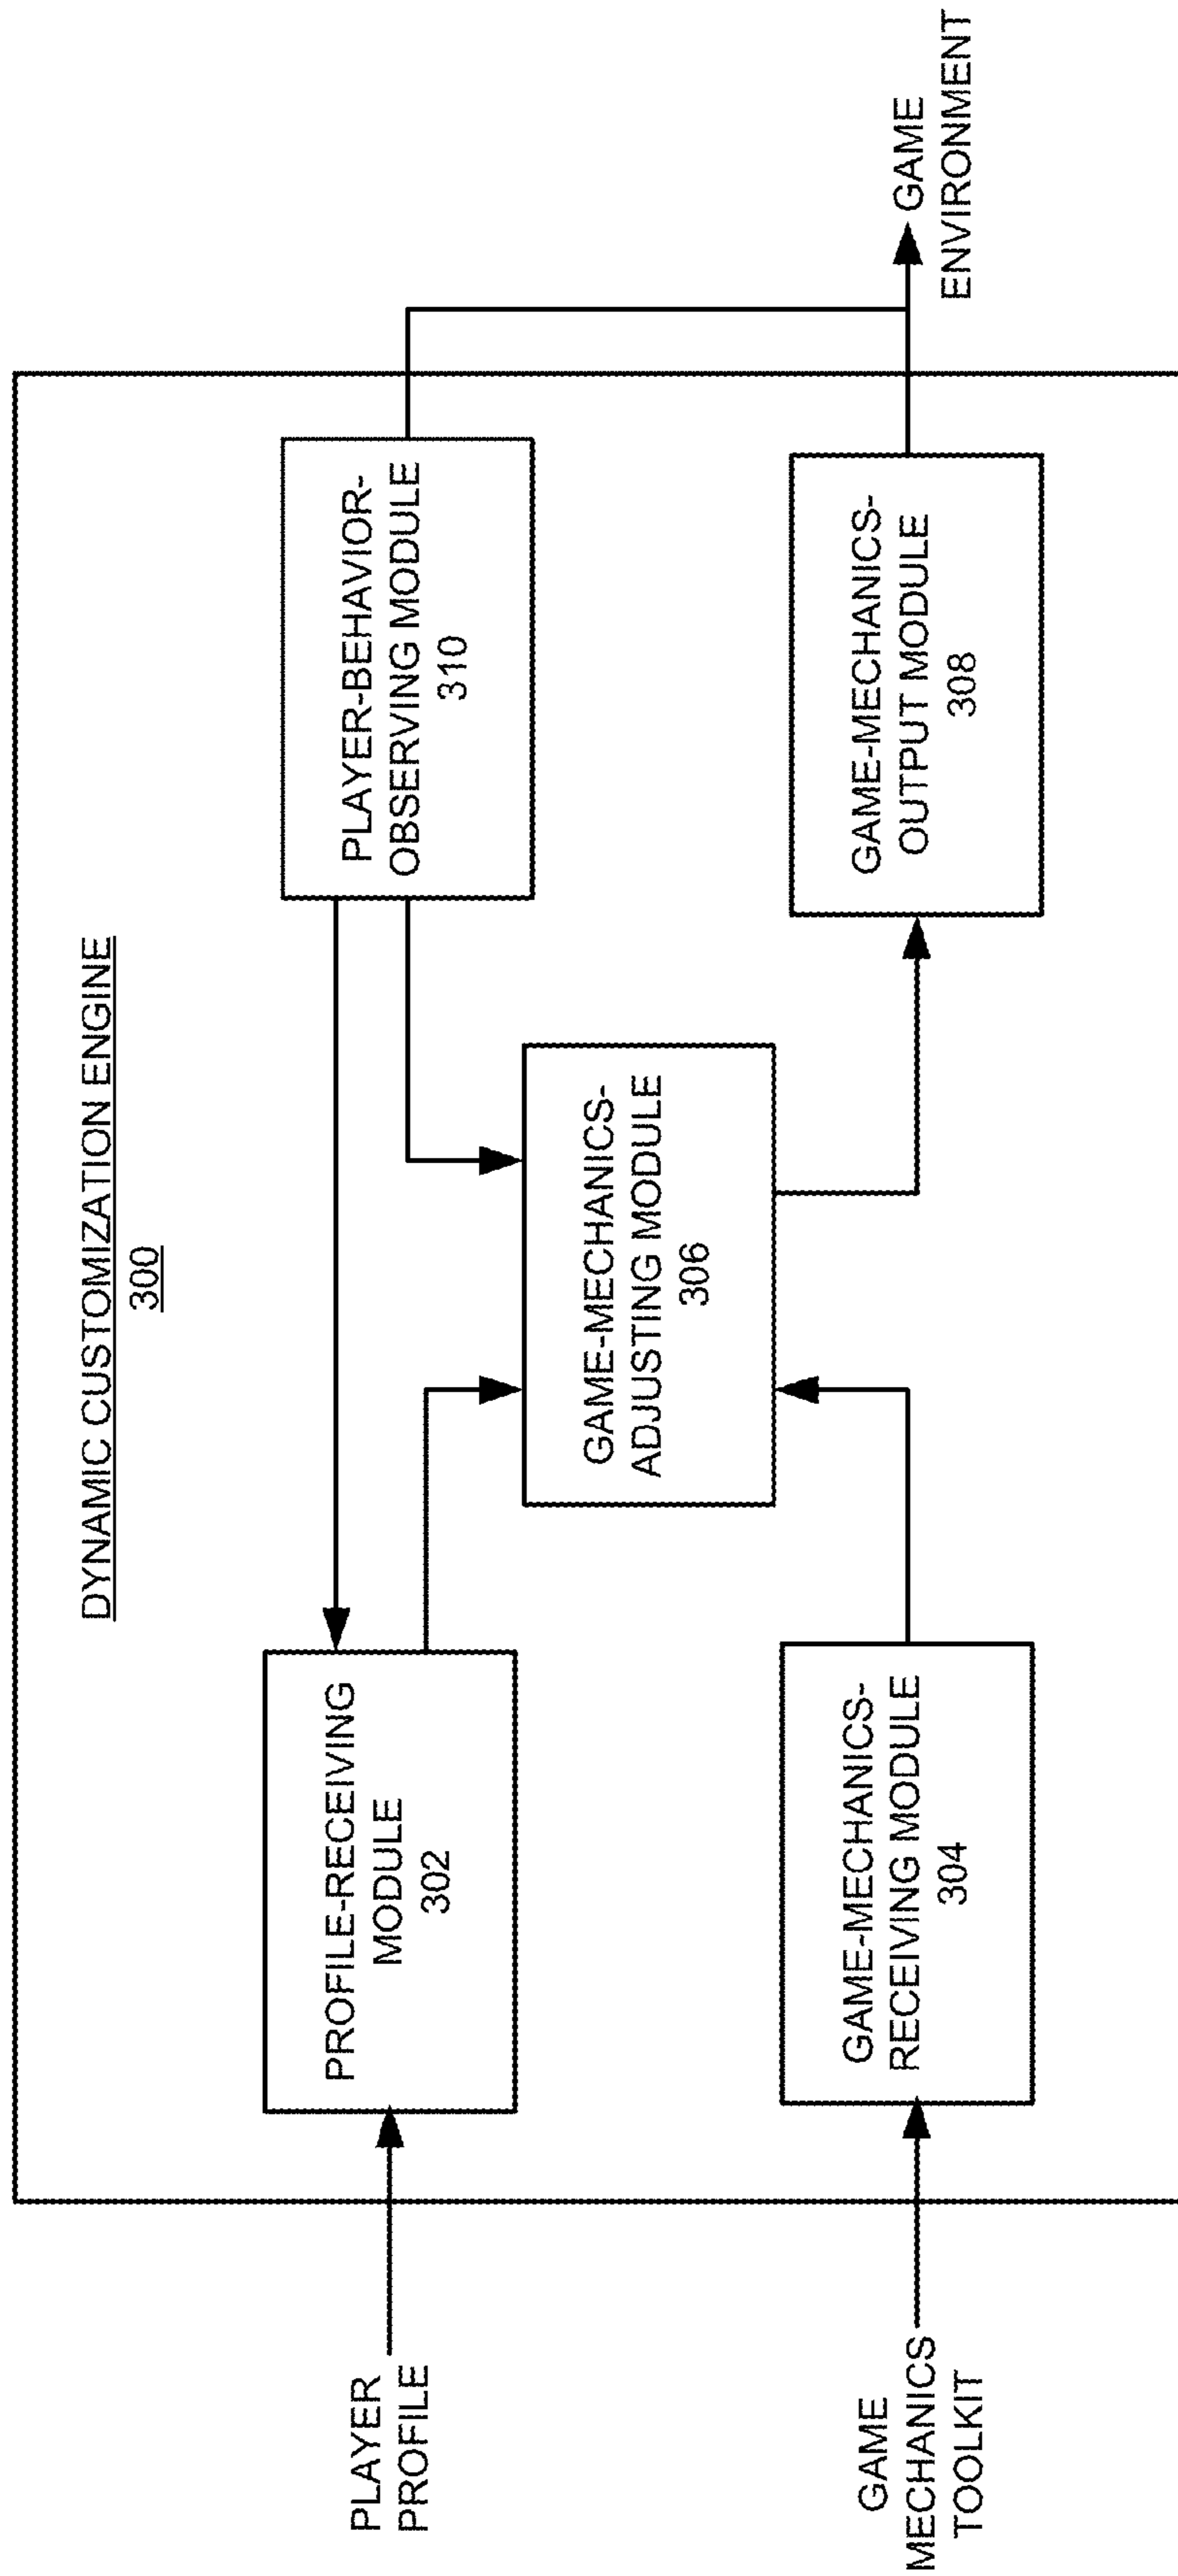 DYNAMIC CUSTOMIZATION ENGINE
300
PLAYER
PROFILE
PROFILE-RECEIVING
MODULE
302
PLAYER-BEHAVIOR-
OBSERVING MODULE
310
GAME-MECHANICS-
ADJUSTING MODULE
306
GAME
MECHANICS
TOOLKIT
GAME-MECHANICS-
RECEIVING MODULE
304
GAME-MECHANICS-
OUTPUT MODULE
308
GAME
ENVIRONMENT